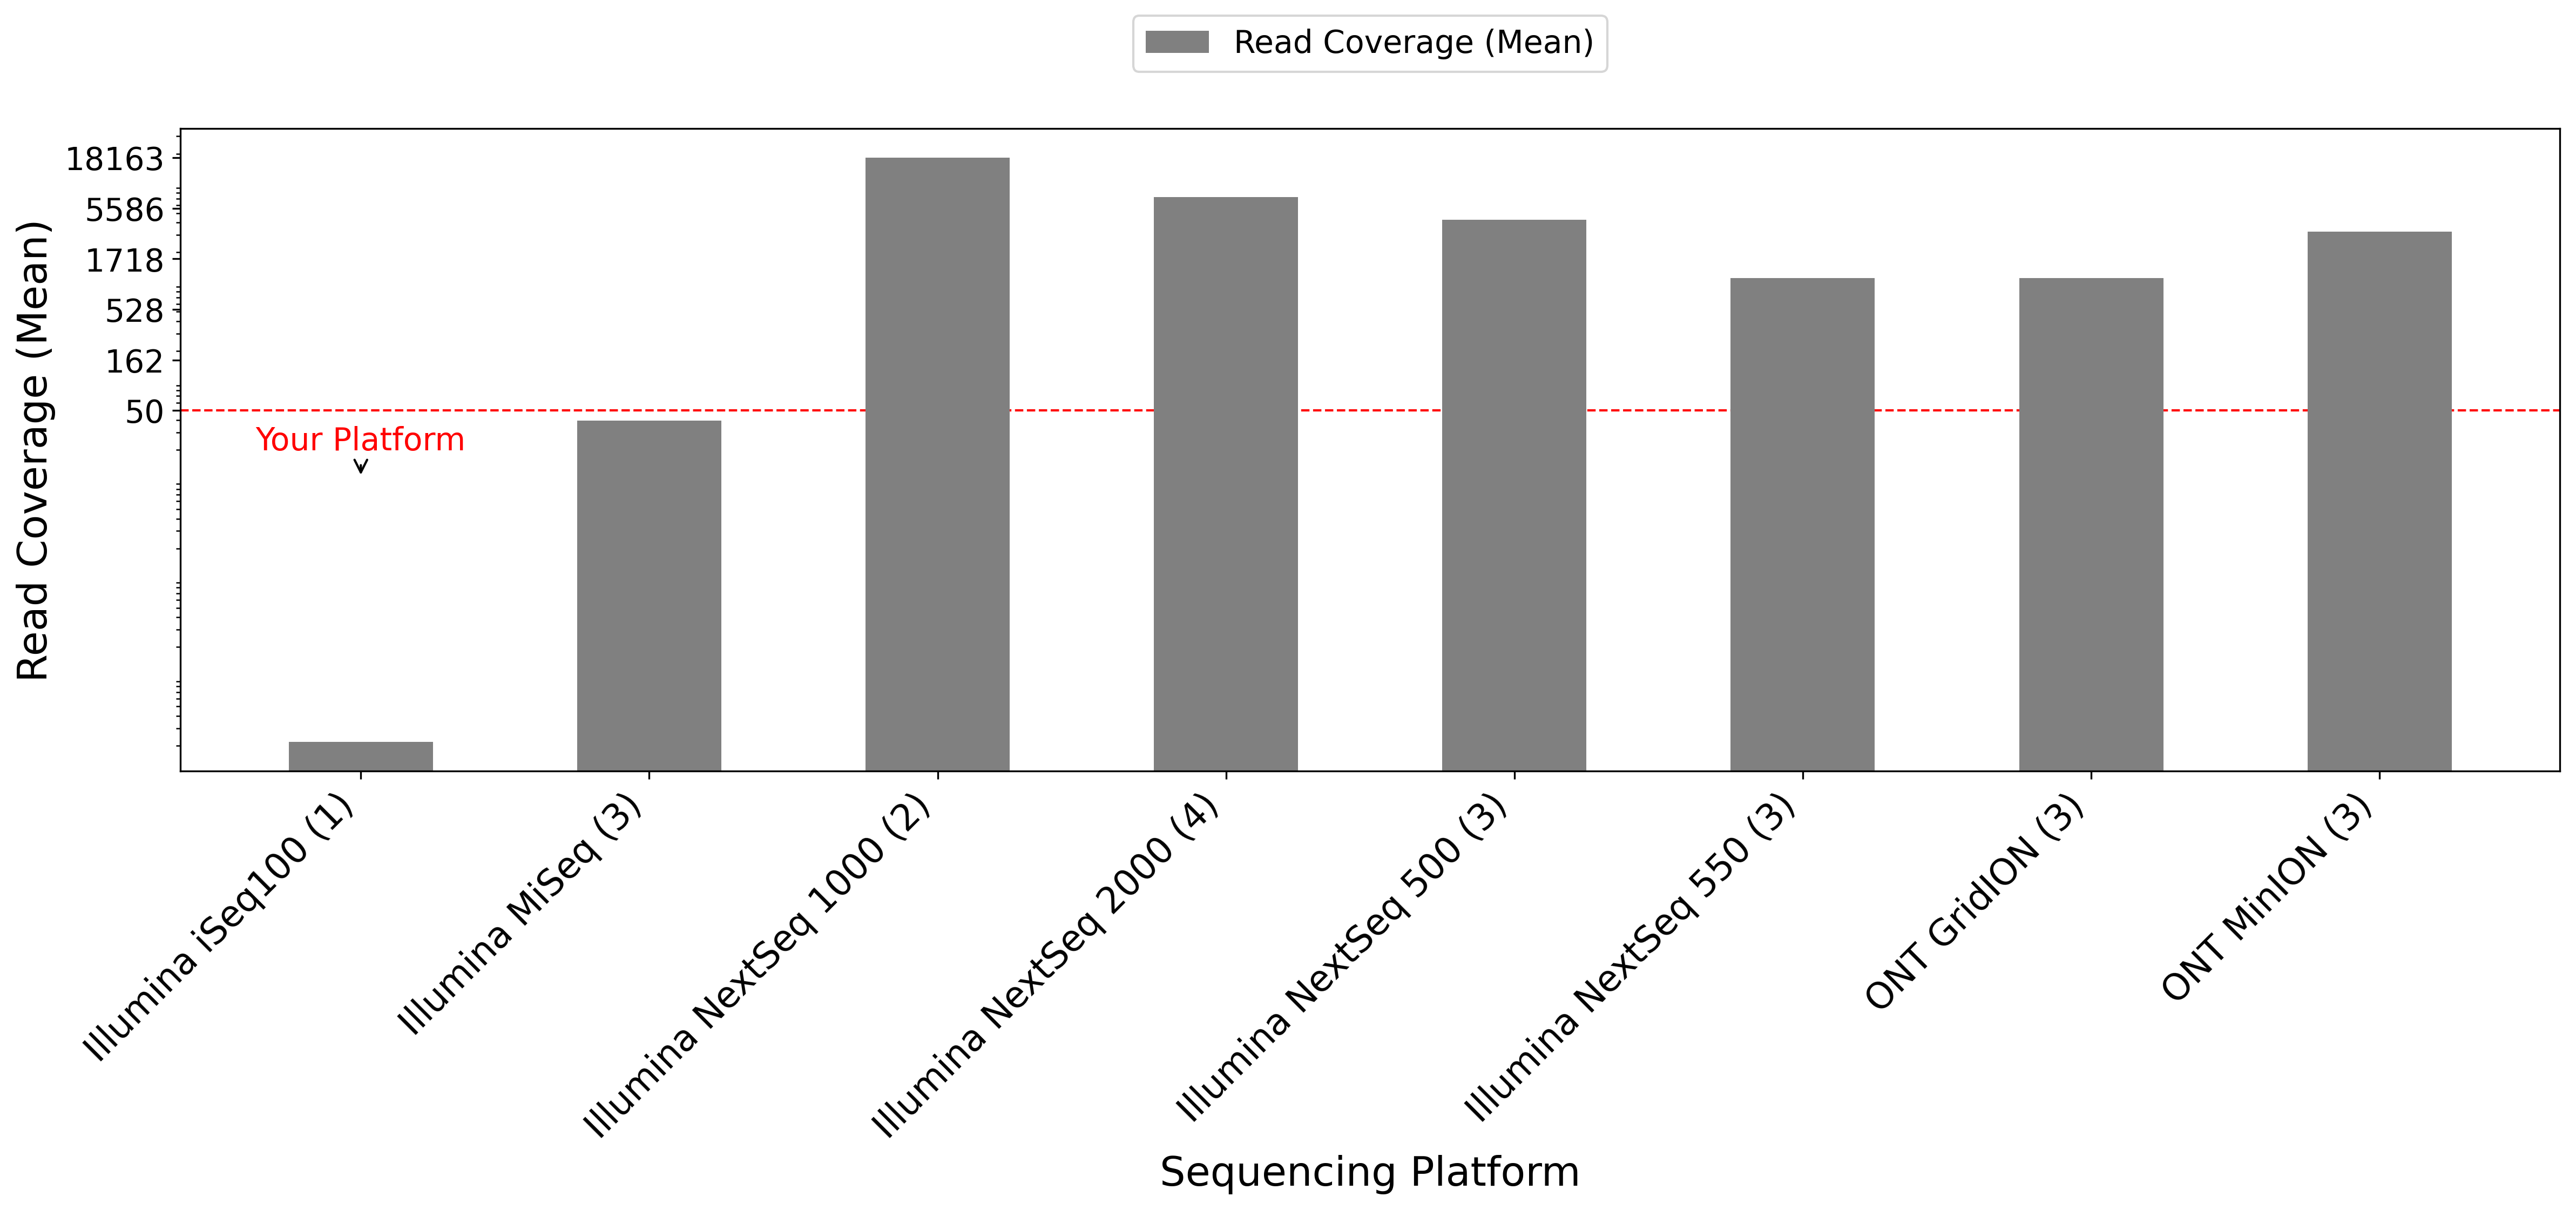 Read Coverage (Mean)
Read Coverage (Mean)
18163
5586
1718
528
162
50
Your Platform
Illumina iSeq100 (1)
Illumina MiSeq (3)
Illumina NextSeq 1000 (2)
Illumina NextSeq 2000 (4)
Illumina NextSeq 500 (3)
Illumina NextSeq 550 (3)
ONT GridION (3)
ONT MinION (3)
Sequencing Platform